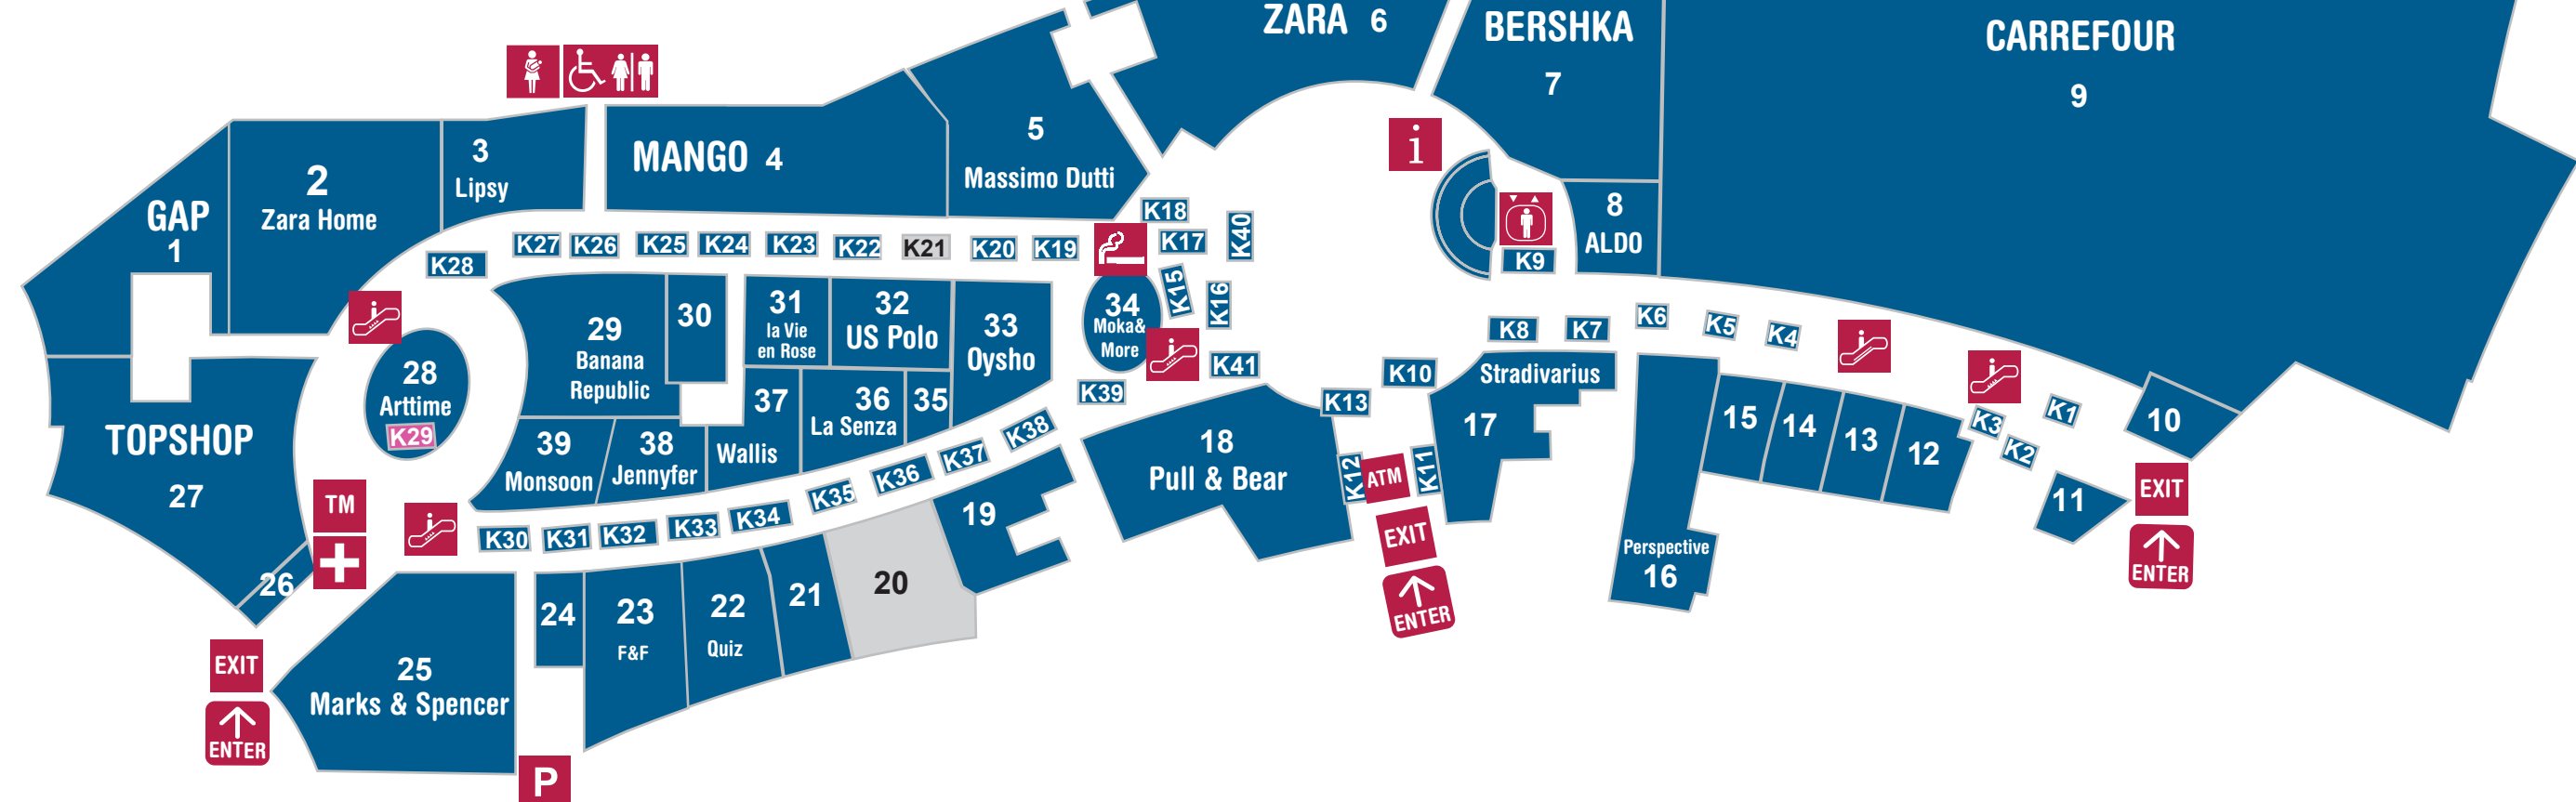 ZARA 6
BERSHKA
7
CARREFOUR
9
i
5
Massimo Dutti
MANGO 4
3
Lipsy
2
Zara Home
GAP
1
8
ALDO
K18
K17
K40
K9
K27
K26
K25
K24
K23
K22
K21
K20
K19
K28
K15
K16
34
Moka&
More
K41
K39
K8
K7
K6
K5
K4
29
Banana
Republic
30
31
la Vie
en Rose
32
US Polo
33
Oysho
28
Arttime
K29
37
Wallis
36
La Senza
35
39
Monsoon
38
Jennyfer
K38
K37
K36
K35
K34
K33
K32
K31
K30
K10
K13
K12
ATM
K11
EXIT
ENTER
Stradivarius
17
18
Pull & Bear
19
20
21
22
Quiz
23
F&F
24
25
Marks & Spencer
26
TOPSHOP
27
TM
EXIT
ENTER
P
Perspective
16
15
14
13
12
K3
K2
K1
10
11
EXIT
ENTER